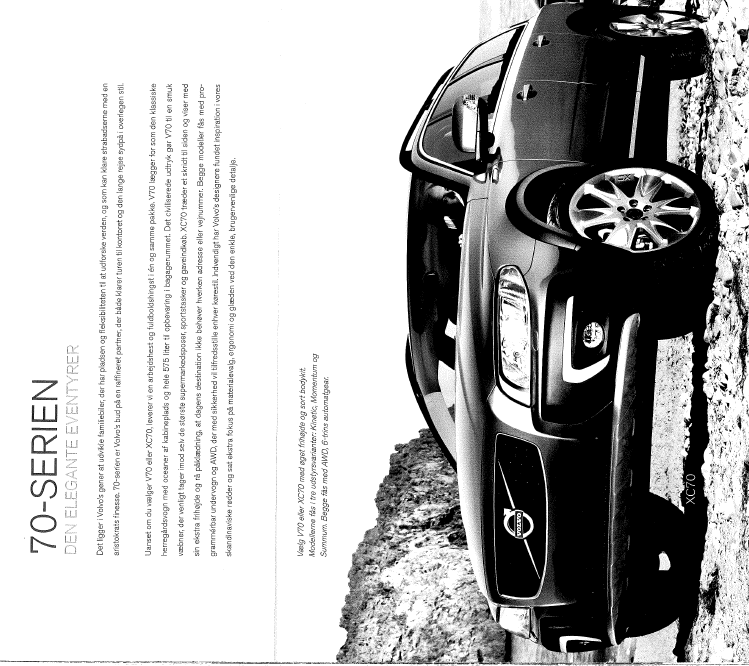 70-SERIEN
DEN ELEGANTE EVENTYRER
Det ligger i Volvo's gener at udvikle familiebiler, der har pladsen og fleksibiliteten til at udforske verden, og som kan klare strabadserne med en
aristokrats finesse. 70-serien er Volvo's bud på en raffineret partner, der både klarer turen til kontoret og den lange rejse sydpå i overlegen stil.
Uanset om du vælger V70 eller XC70, leverer vi en arbejdshest og fuldblodshingst i én og samme pakke. V70 lægger for som den klassiske
herregårdsvogn med oceaner af kabineplads og hele 575 liter til opbevaring i bagagerummet. Det civiliserede udtryk gør V70 til en smuk
væbner, der venligt tager imod selv de største supermarkedsposer, sportstasker og gaveindkøb. XC70 træder et skridt til siden og viser med
sin ekstra frihøjde og rå påklædning, at dagens destination ikke behøver hverken adresse eller vejnummer. Begge modeller fås med pro-
grammérbar undervogn og AWD, der med sikkerhed vil tilfredsstille enhver kørestil. Indvendigt har Volvo's designere fundet inspiration i vores
skandinaviske rødder og sat ekstra fokus på materialevalg, ergonomi og glæden ved den enkle, brugervenlige detalje.
Vælg V70 eller XC70 med øget frihøjde og sort bodykit.
Modellerne fås i tre udstyrsvarianter: Kinetic, Momentum og
Summum. Begge fås med AWD, 6-trins automatgear.
VOLVO
XC70